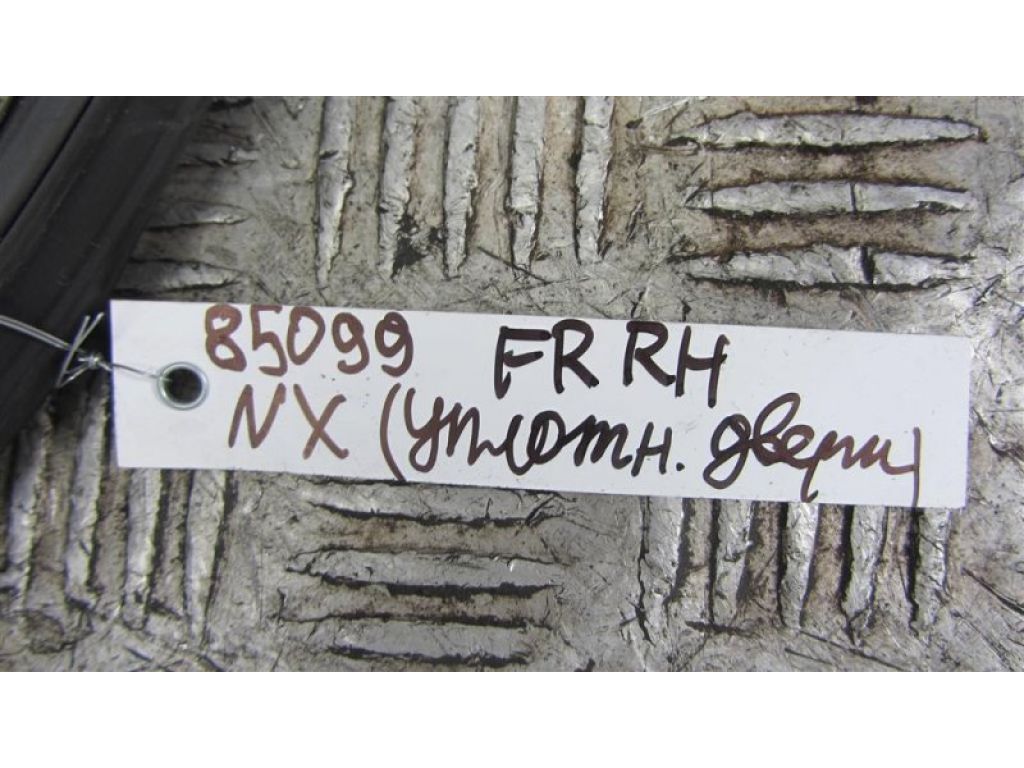 85099 FR RH
NX (уплотн. двери)